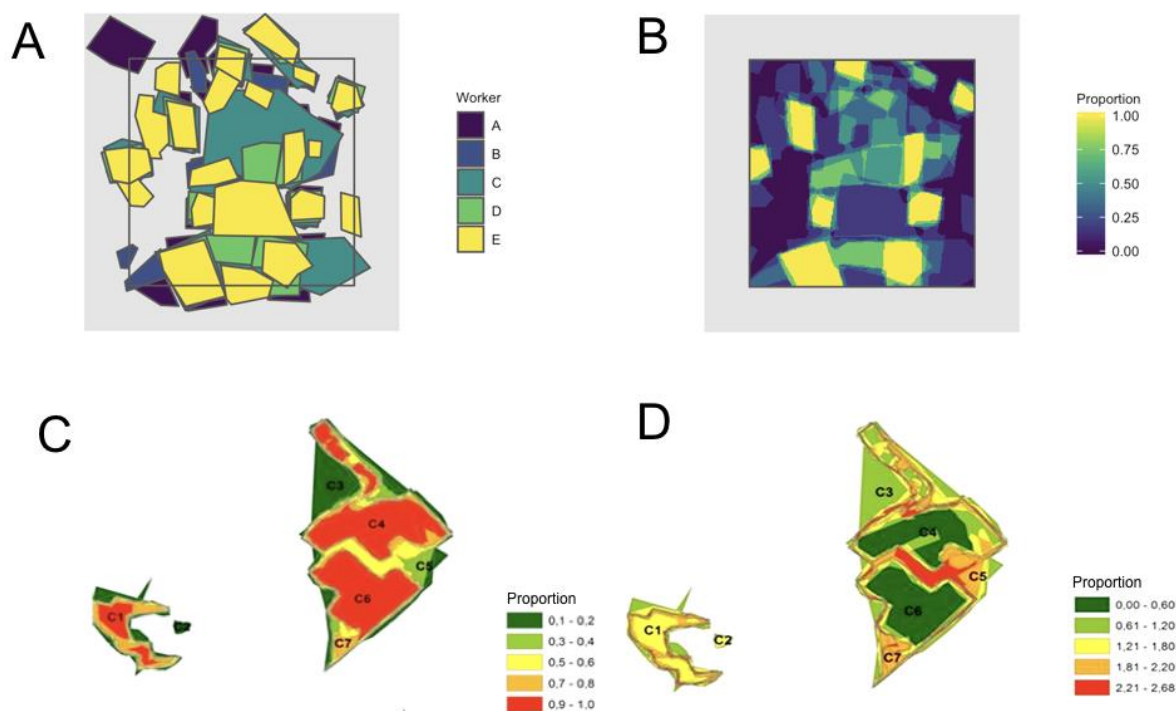 A
Worker
A
B
C
D
E
B
Proportion
1.00
0.75
0.50
0.25
0.00
C
C3
C4
C5
C6
C7
C1
Proportion
0,1 - 0,2
0,3 - 0,4
0,5 - 0,6
0,7 - 0,8
0,9 - 1,0
D
C3
C4
C5
C6
C7
C1
C2
Proportion
0,00 - 0,60
0,61 - 1,20
1,21 - 1,80
1,81 - 2,20
2,21 - 2,68